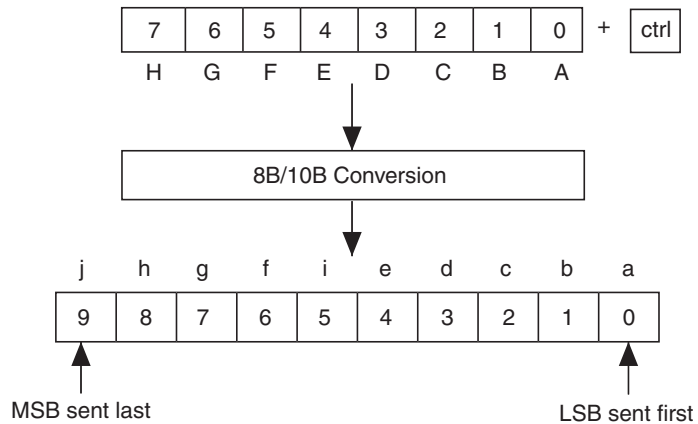 7 6 5 4 3 2 1 0 + ctrl
H G F E D C B A
8B/10B Conversion
j h g f i e d c b a
9 8 7 6 5 4 3 2 1 0
MSB sent last LSB sent first